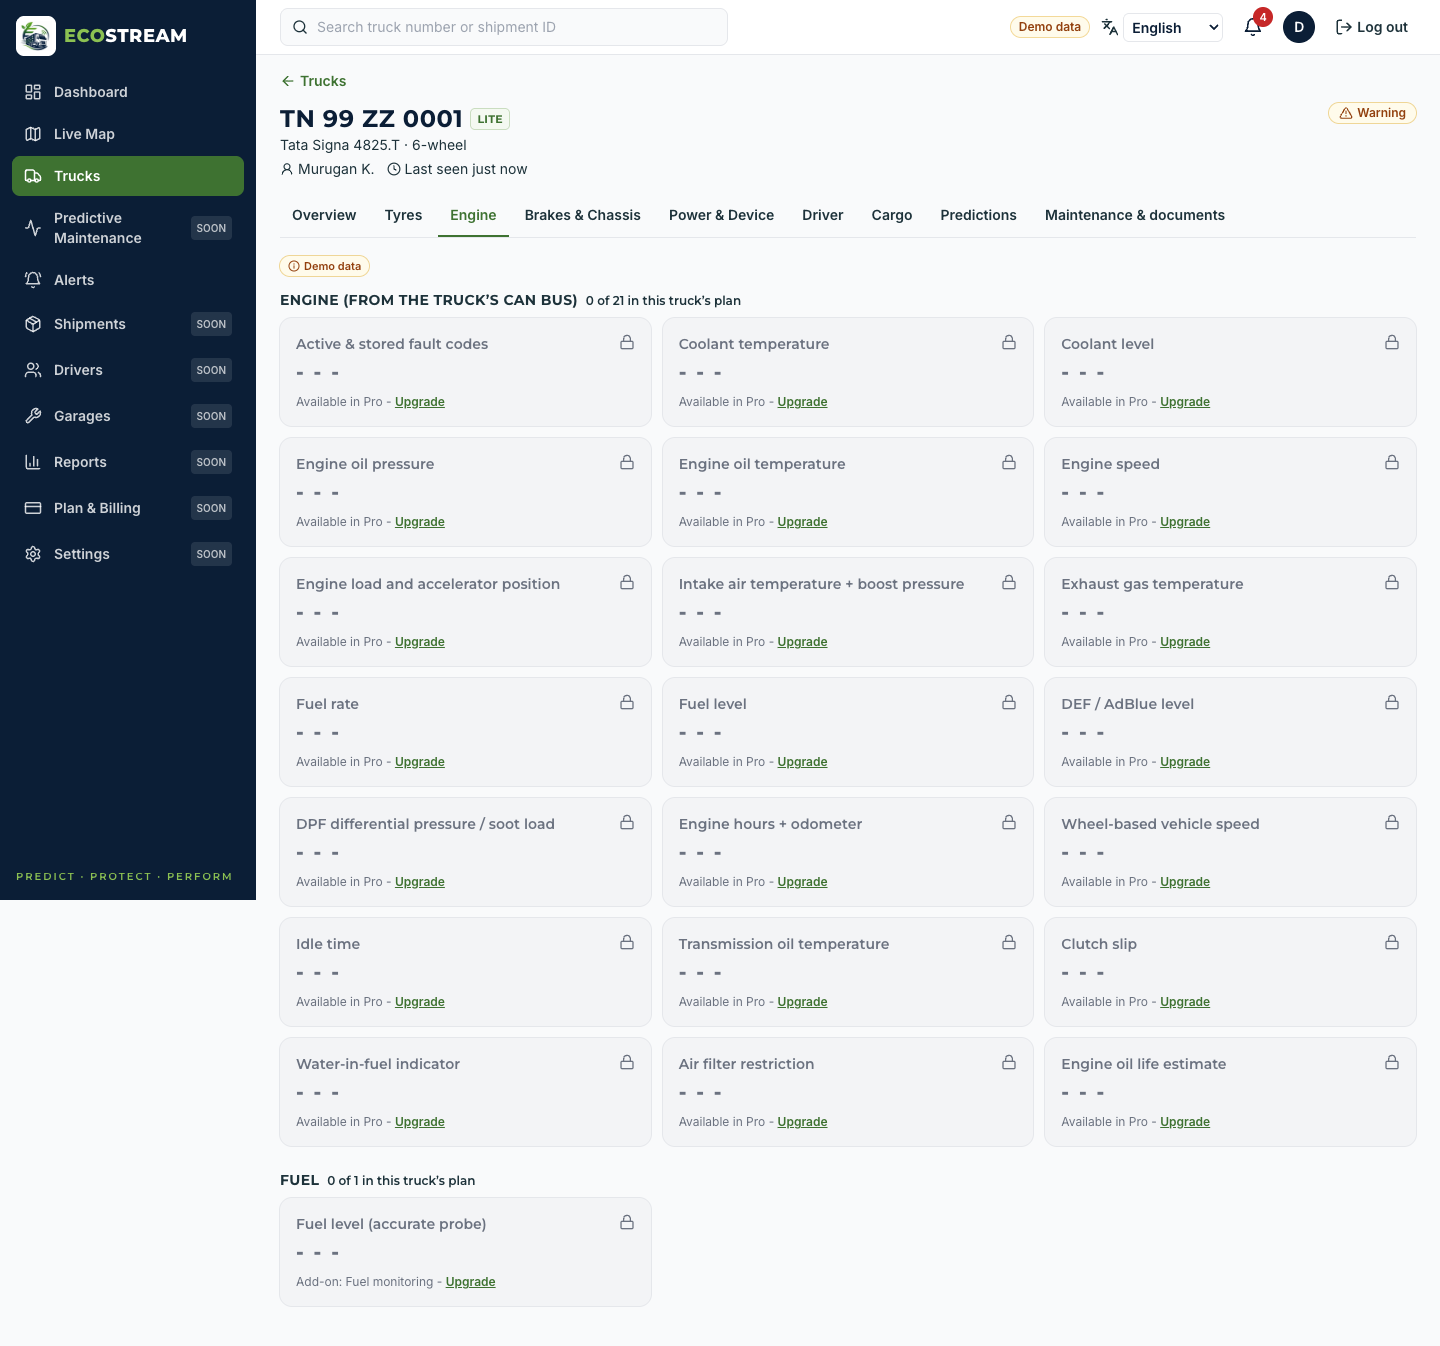 ECOSTREAM
Search truck number or shipment ID
Demo data
English
4
D
Log out
Dashboard
Live Map
Trucks
Predictive
Maintenance
SOON
Alerts
Shipments
SOON
Drivers
SOON
Garages
SOON
Reports
SOON
Plan & Billing
SOON
Settings
SOON
PREDICT · PROTECT · PERFORM
Trucks
TN 99 ZZ 0001 LITE
Warning
Tata Signa 4825.T · 6-wheel
Murugan K. Last seen just now
Overview Tyres Engine Brakes & Chassis Power & Device Driver Cargo Predictions Maintenance & documents
Demo data
ENGINE (FROM THE TRUCK’S CAN BUS) 0 of 21 in this truck’s plan
Active & stored fault codes
- - -
Available in Pro - Upgrade
Coolant temperature
- - -
Available in Pro - Upgrade
Coolant level
- - -
Available in Pro - Upgrade
Engine oil pressure
- - -
Available in Pro - Upgrade
Engine oil temperature
- - -
Available in Pro - Upgrade
Engine speed
- - -
Available in Pro - Upgrade
Engine load and accelerator position
- - -
Available in Pro - Upgrade
Intake air temperature + boost pressure
- - -
Available in Pro - Upgrade
Exhaust gas temperature
- - -
Available in Pro - Upgrade
Fuel rate
- - -
Available in Pro - Upgrade
Fuel level
- - -
Available in Pro - Upgrade
DEF / AdBlue level
- - -
Available in Pro - Upgrade
DPF differential pressure / soot load
- - -
Available in Pro - Upgrade
Engine hours + odometer
- - -
Available in Pro - Upgrade
Wheel-based vehicle speed
- - -
Available in Pro - Upgrade
Idle time
- - -
Available in Pro - Upgrade
Transmission oil temperature
- - -
Available in Pro - Upgrade
Clutch slip
- - -
Available in Pro - Upgrade
Water-in-fuel indicator
- - -
Available in Pro - Upgrade
Air filter restriction
- - -
Available in Pro - Upgrade
Engine oil life estimate
- - -
Available in Pro - Upgrade
FUEL 0 of 1 in this truck’s plan
Fuel level (accurate probe)
- - -
Add-on: Fuel monitoring - Upgrade